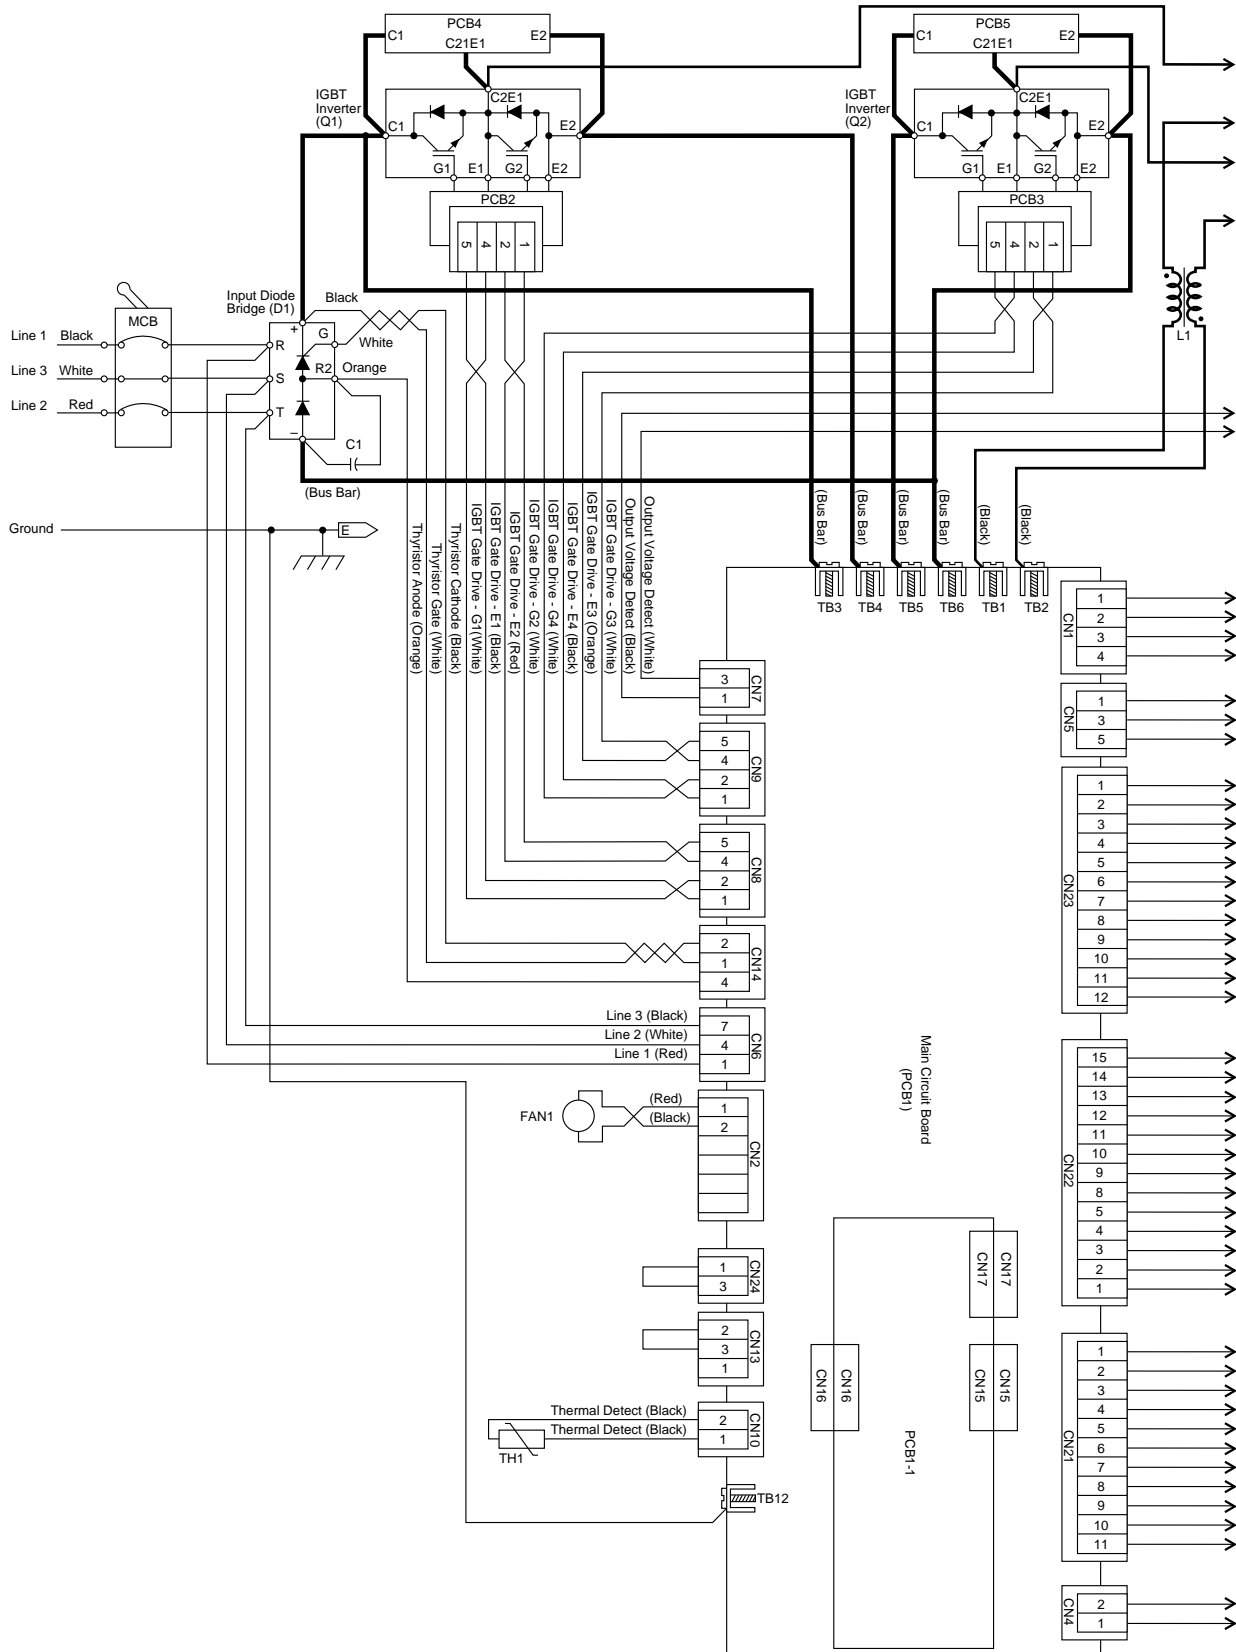 PCB4
C1
E2
C21E1
PCB5
C1
E2
C21E1
IGBT
Inverter
(Q1)
C2E1
C1
E2
G1
E1
G2
E2
IGBT
Inverter
(Q2)
C2E1
C1
E2
G1
E1
G2
E2
PCB2
5
4
2
1
PCB3
5
4
2
1
Input Diode
Bridge (D1)
Black
White
Orange
MCB
Line 1
Black
Line 3
White
Line 2
Red
+
G
R
R2
S
T
–
C1
(Bus Bar)
L1
Ground
E
Thyristor Anode (Orange)
Thyristor Gate (White)
Thyristor Cathode (Black)
IGBT Gate Drive - G1(White)
IGBT Gate Drive - E1 (Black)
IGBT Gate Drive - E2 (Red)
IGBT Gate Drive - G2 (White)
IGBT Gate Drive - G4 (White)
IGBT Gate Drive - E4 (Black)
IGBT Gate Drive - E3 (Orange)
IGBT Gate Drive - G3 (White)
Output Voltage Detect (Black)
Output Voltage Detect (White)
(Bus Bar)
(Bus Bar)
(Bus Bar)
(Bus Bar)
(Black)
(Black)
TB3
TB4
TB5
TB6
TB1
TB2
CN7
3
1
CN9
5
4
2
1
CN8
5
4
2
1
CN14
2
1
4
Line 3 (Black)
Line 2 (White)
Line 1 (Red)
CN6
7
4
1
FAN1
(Red)
(Black)
CN2
1
2
CN24
1
3
CN13
2
3
1
Thermal Detect (Black)
Thermal Detect (Black)
TH1
CN10
2
1
TB12
Main Circuit Board
(PCB1)
CN17
CN17
CN16
CN16
CN15
CN15
PCB1-1
CN1
1
2
3
4
CN5
1
3
5
CN23
1
2
3
4
5
6
7
8
9
10
11
12
CN22
15
14
13
12
11
10
9
8
5
4
3
2
1
CN21
1
2
3
4
5
6
7
8
9
10
11
CN4
2
1